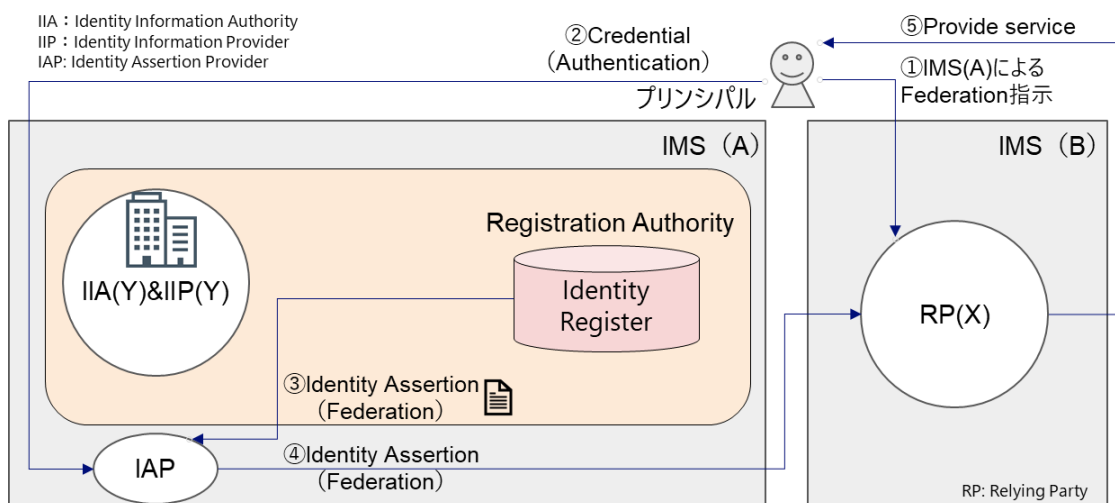 IIA：Identity Information Authority
IIP：Identity Information Provider
IAP: Identity Assertion Provider
②Credential
（Authentication）
プリンシパル
⑤Provide service
①IMS(A)による
Federation指示
IMS（A）
IMS（B）
Registration Authority
IIA(Y)&IIP(Y)
Identity
Register
RP(X)
③Identity Assertion
（Federation）
IAP
④Identity Assertion
（Federation）
RP: Relying Party